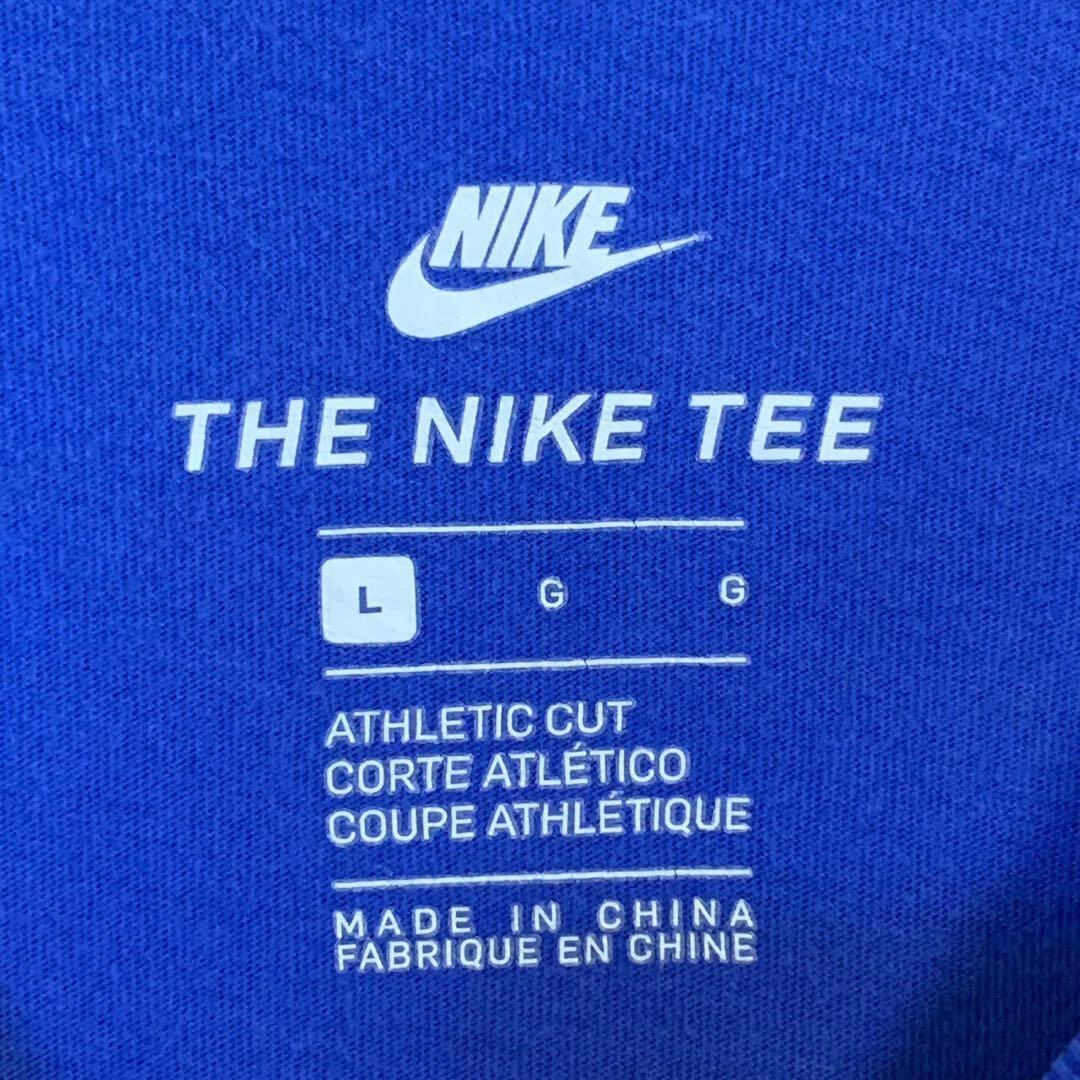 NIKE
THE NIKE TEE
L G G
ATHLETIC CUT
CORTE ATLÉTICO
COUPE ATHLÉTIQUE
MADE IN CHINA
FABRIQUE EN CHINE